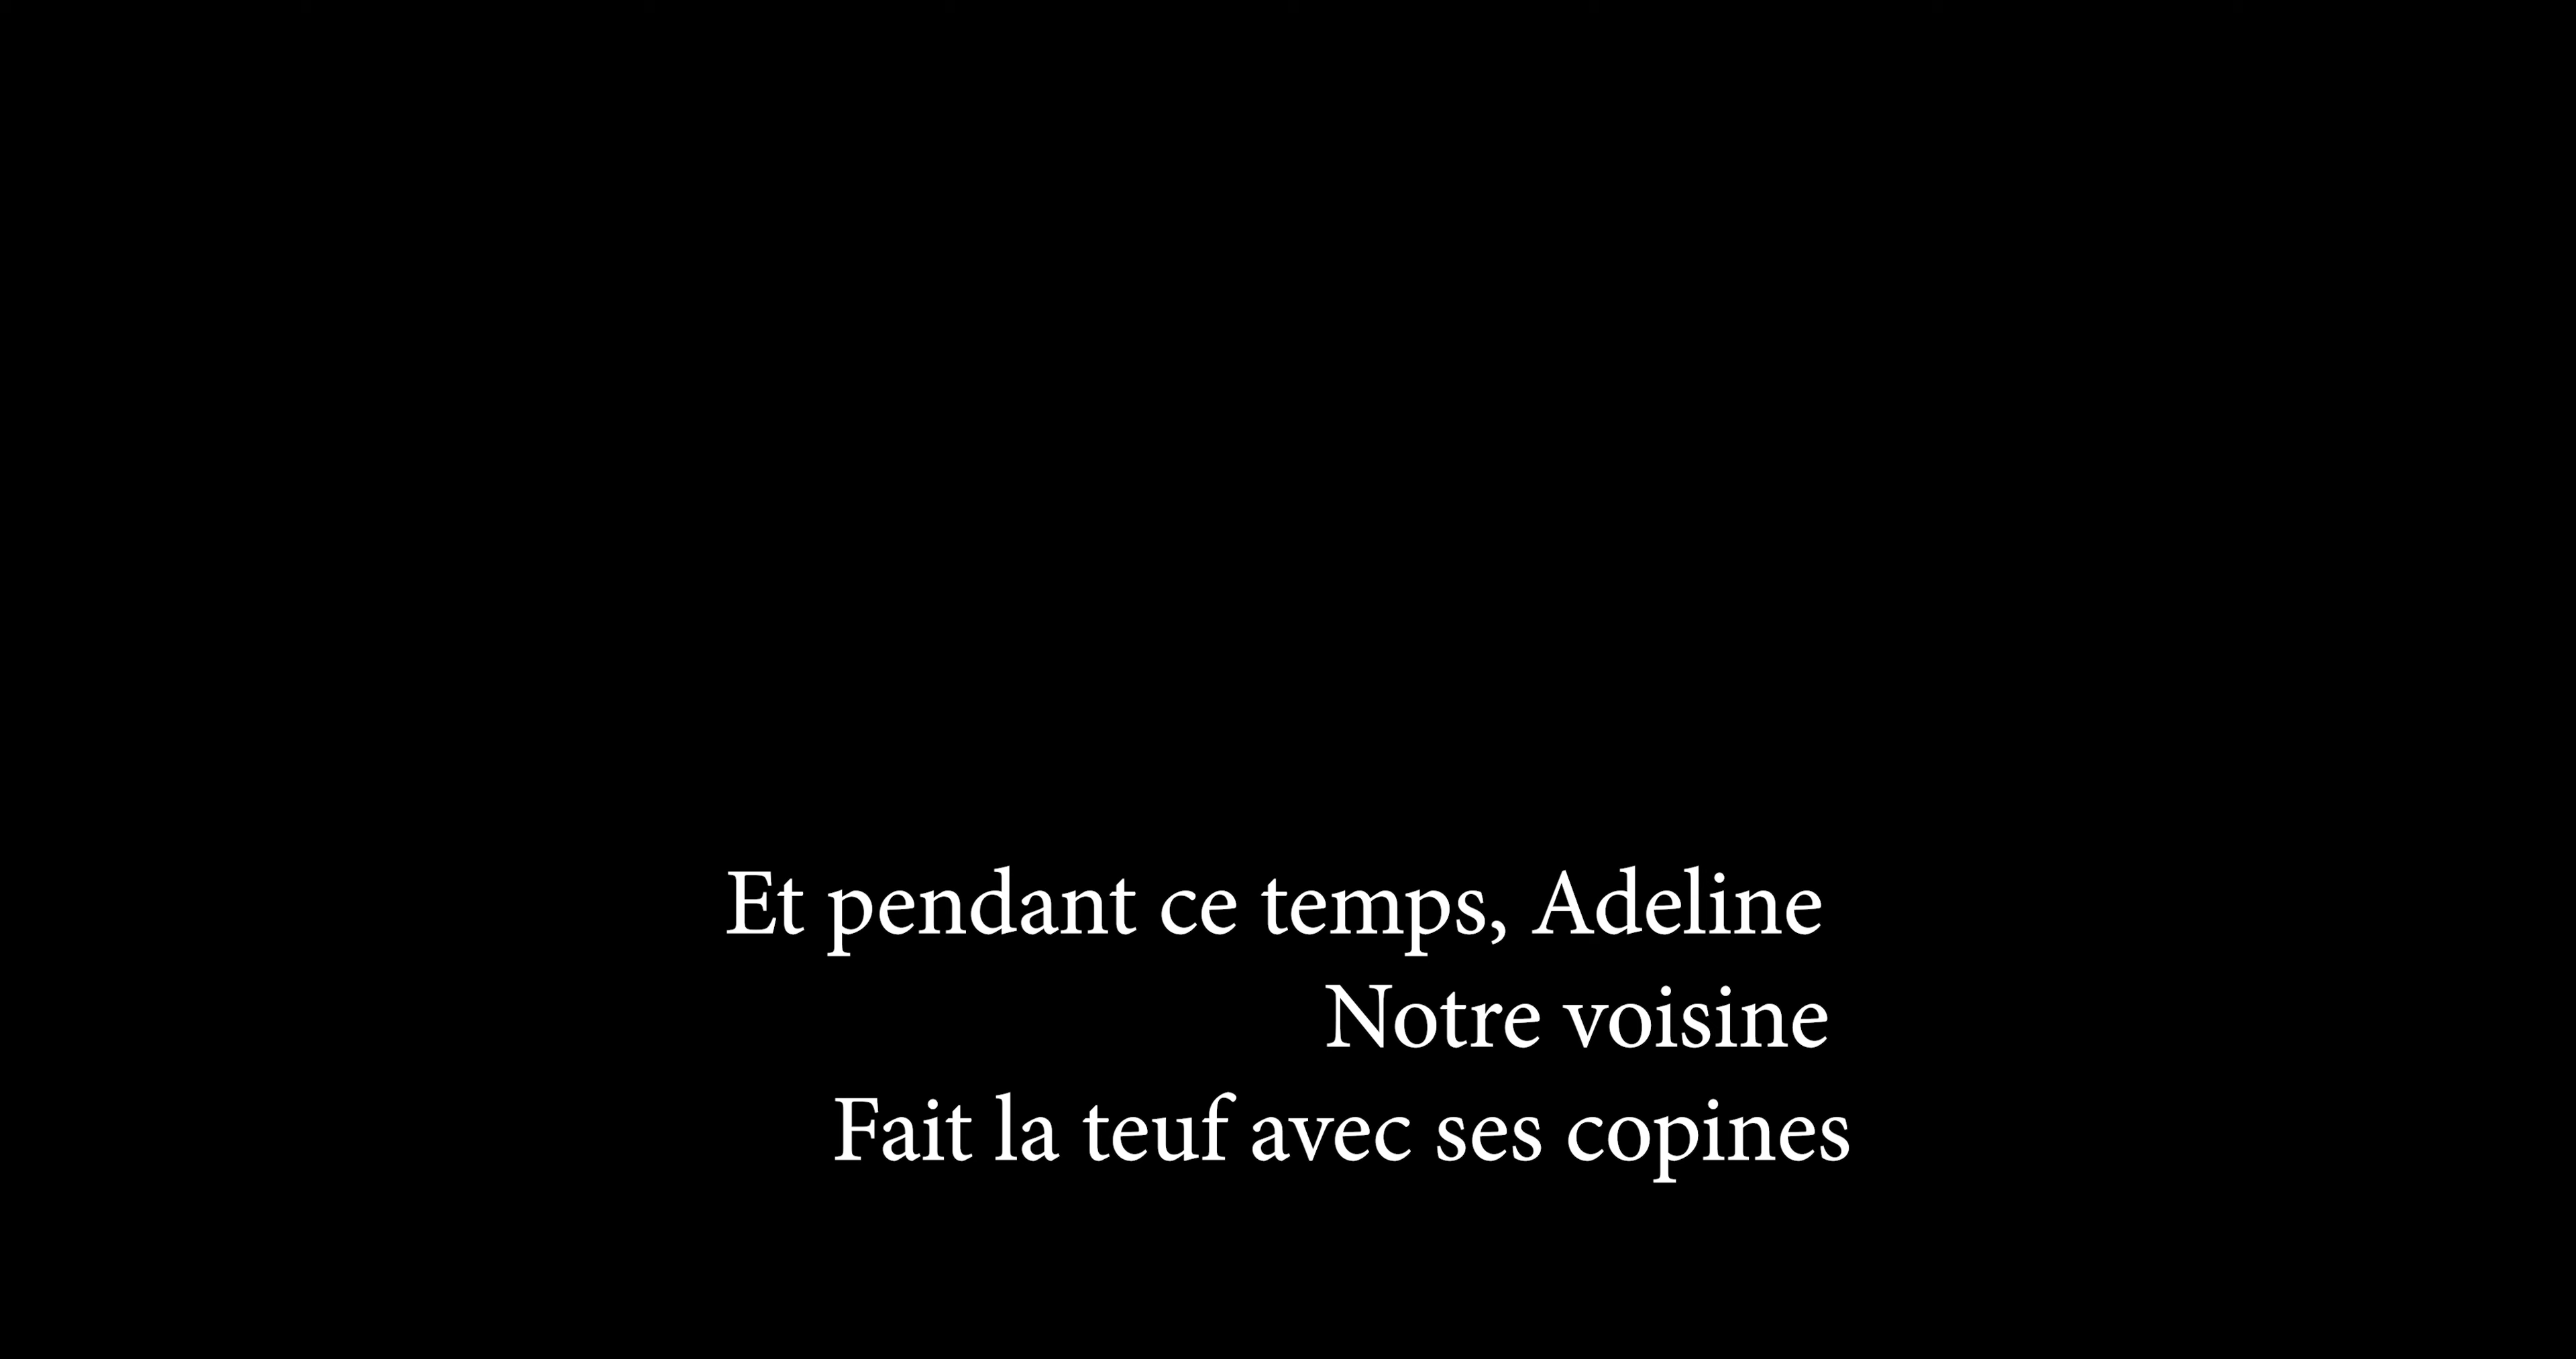 Et pendant ce temps, Adeline
Notre voisine
Fait la teuf avec ses copines